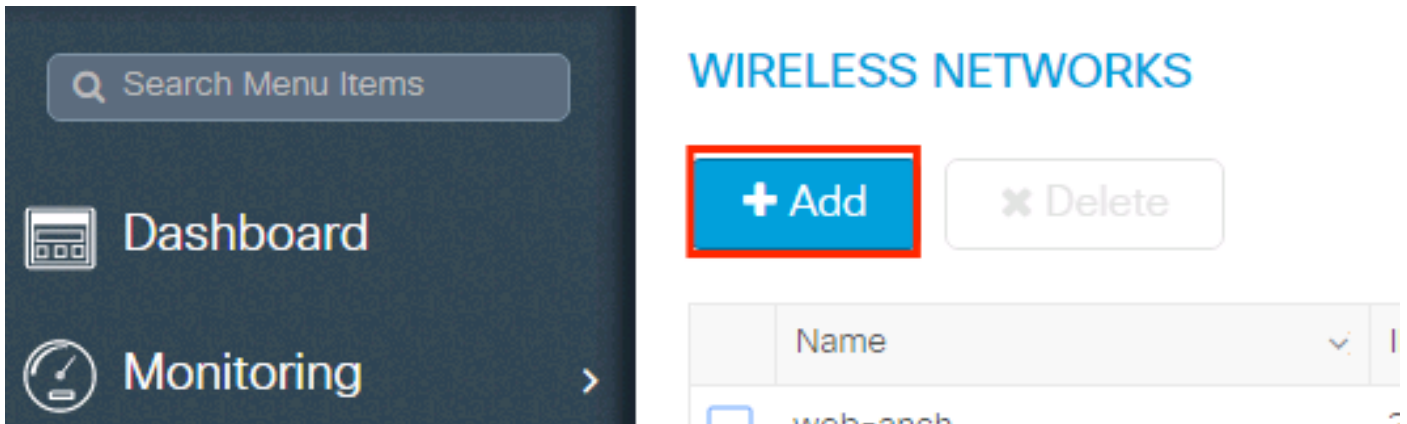 Search Menu Items
Dashboard
Monitoring
WIRELESS NETWORKS
Add
Delete
Name